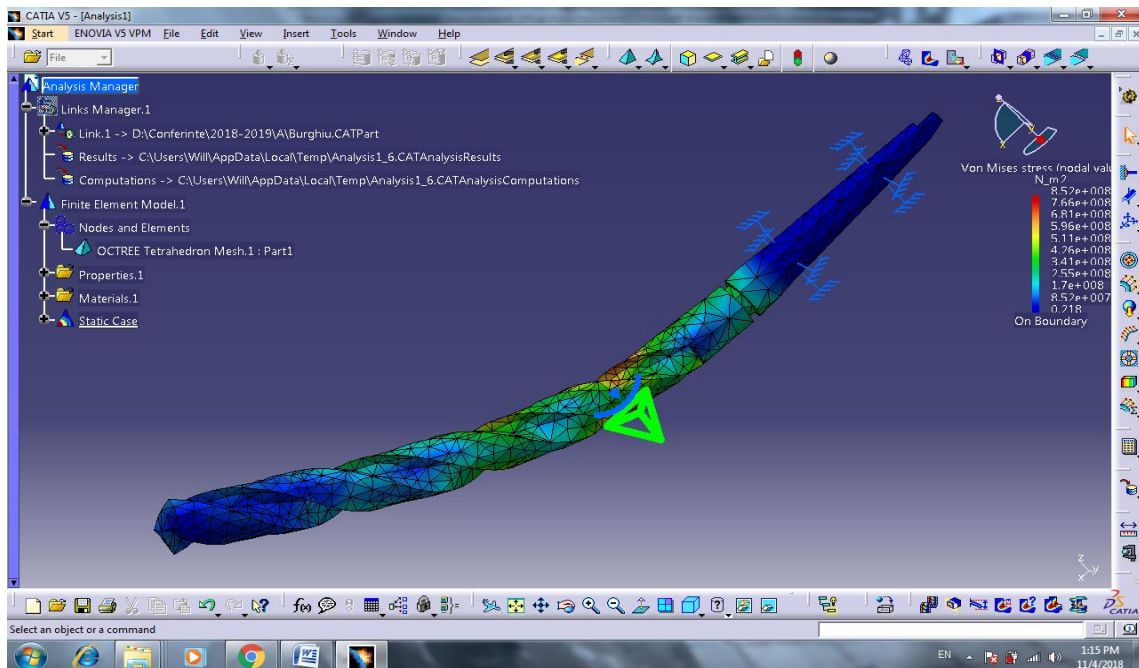 CATIA V5 - [Analysis1]
Start ENOVIA V5 VPM File Edit View Insert Tools Window Help
File
Analysis Manager
Links Manager.1
Link.1 -> D:\Conferinte\2018-2019\A\Burghiu.CATPart
Results -> C:\Users\Will\AppData\Local\Temp\Analysis1_6.CATAnalysisResults
Computations -> C:\Users\Will\AppData\Local\Temp\Analysis1_6.CATAnalysisComputations
Finite Element Model.1
Nodes and Elements
OCTREE Tetrahedron Mesh.1 : Part1
Properties.1
Materials.1
Static Case
Von Mises stress (nodal valu
N_m2
8.52e+008
7.66e+008
6.81e+008
5.96e+008
5.11e+008
4.26e+008
3.41e+008
2.55e+008
1.7e+008
8.52e+007
0.218
On Boundary
z
y
x
f(x)
CATIA
Select an object or a command
EN
1:15 PM
11/4/2018